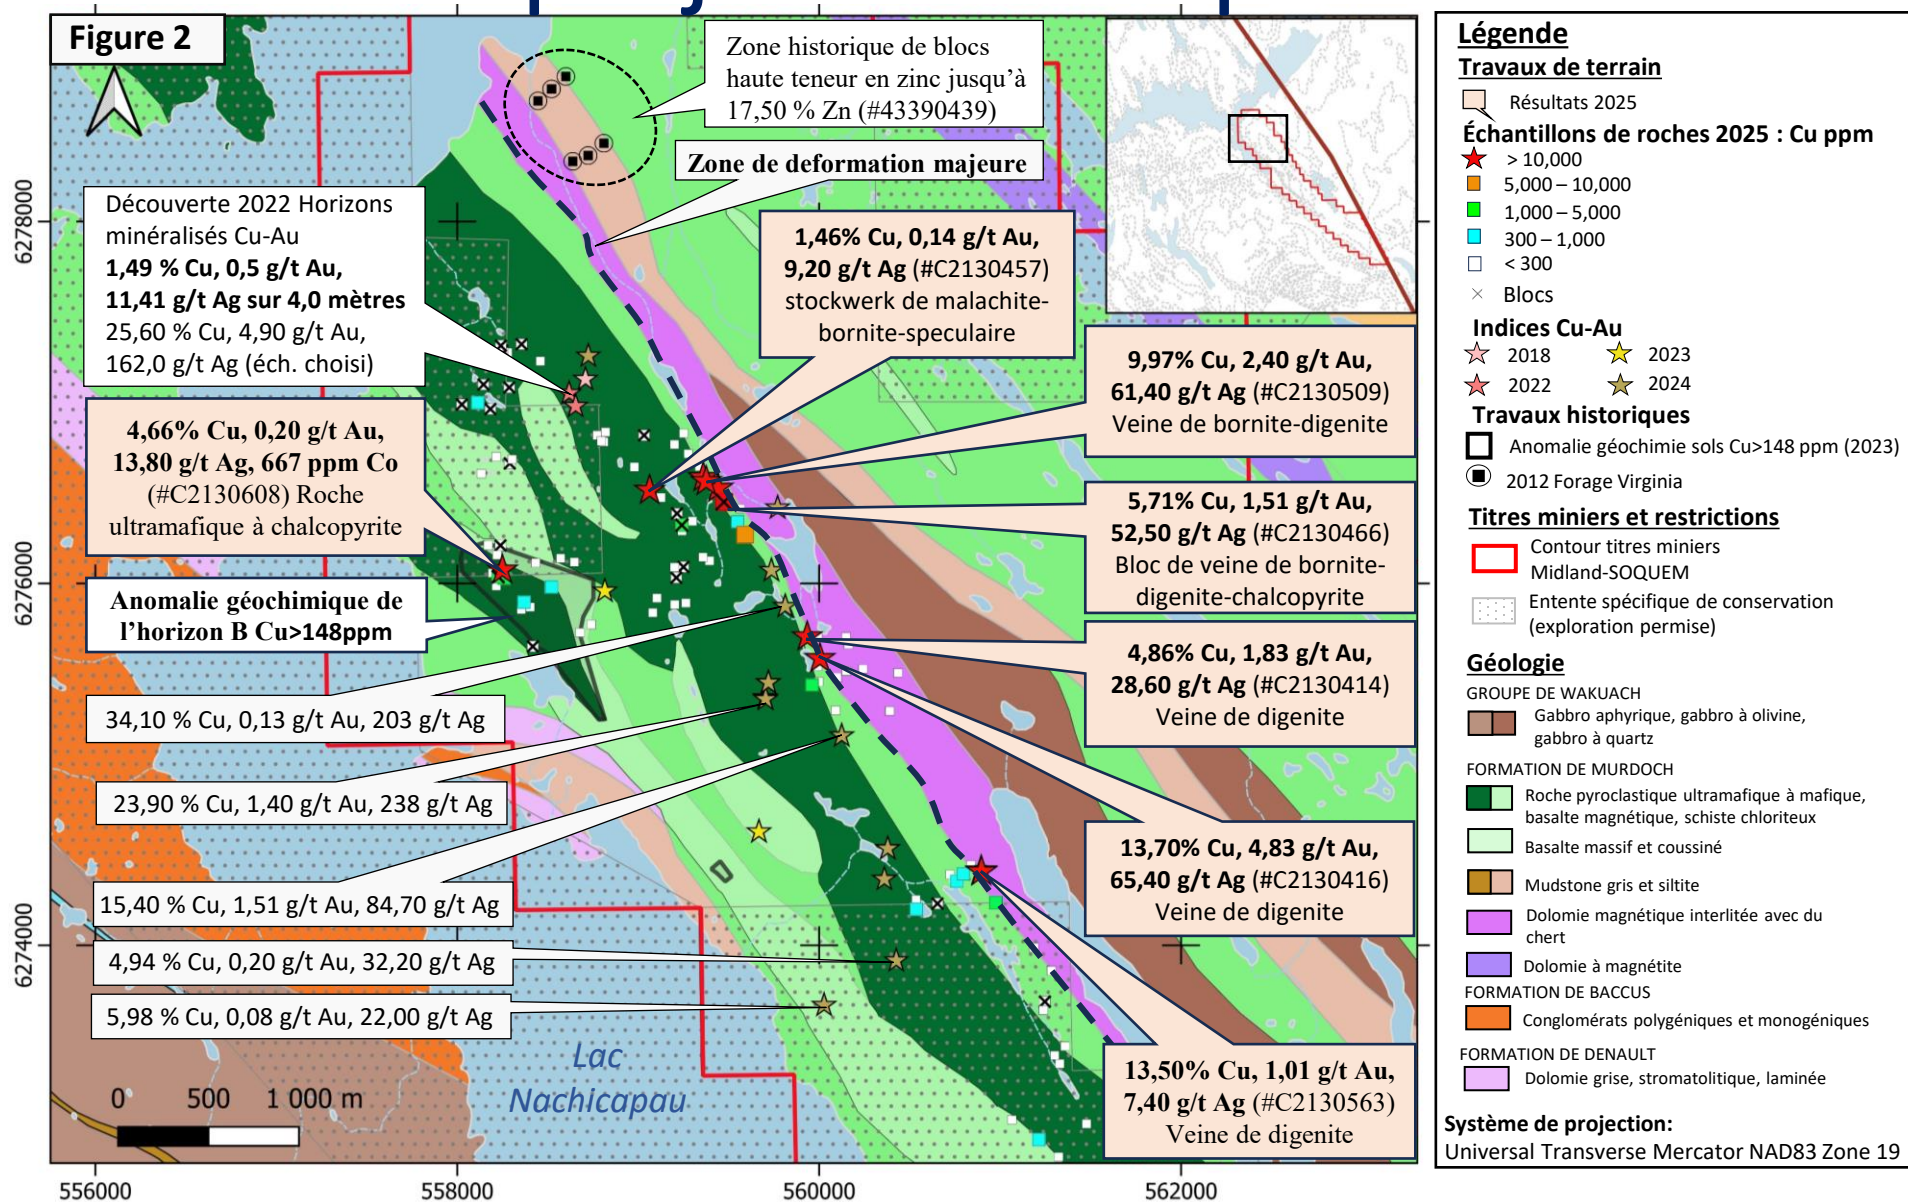 Figure 2
Zone historique de blocs
haute teneur en zinc jusqu'à
17,50 % Zn (#43390439)
Zone de deformation majeure
Découverte 2022 Horizons
minéralisés Cu-Au
1,49 % Cu, 0,5 g/t Au,
11,41 g/t Ag sur 4,0 mètres
25,60 % Cu, 4,90 g/t Au,
162,0 g/t Ag (éch. choisi)
1,46% Cu, 0,14 g/t Au,
9,20 g/t Ag (#C2130457)
stockwerk de malachite-
bornite-speculaire
9,97% Cu, 2,40 g/t Au,
61,40 g/t Ag (#C2130509)
Veine de bornite-digenite
4,66% Cu, 0,20 g/t Au,
13,80 g/t Ag, 667 ppm Co
(#C2130608) Roche
ultramafique à chalcopyrite
5,71% Cu, 1,51 g/t Au,
52,50 g/t Ag (#C2130466)
Bloc de veine de bornite-
digenite-chalcopyrite
Anomalie géochimique de
l'horizon B Cu>148ppm
4,86% Cu, 1,83 g/t Au,
28,60 g/t Ag (#C2130414)
Veine de digenite
34,10 % Cu, 0,13 g/t Au, 203 g/t Ag
23,90 % Cu, 1,40 g/t Au, 238 g/t Ag
13,70% Cu, 4,83 g/t Au,
65,40 g/t Ag (#C2130416)
Veine de digenite
15,40 % Cu, 1,51 g/t Au, 84,70 g/t Ag
4,94 % Cu, 0,20 g/t Au, 32,20 g/t Ag
5,98 % Cu, 0,08 g/t Au, 22,00 g/t Ag
13,50% Cu, 1,01 g/t Au,
7,40 g/t Ag (#C2130563)
Veine de digenite
Lac
Nachicapau
0 500 1 000 m
6278000
6276000
6274000
556000 558000 560000 562000
Légende
Travaux de terrain
Résultats 2025
Échantillons de roches 2025 : Cu ppm
> 10,000
5,000 – 10,000
1,000 – 5,000
300 – 1,000
< 300
Blocs
Indices Cu-Au
2018 2023
2022 2024
Travaux historiques
Anomalie géochimie sols Cu>148 ppm (2023)
2012 Forage Virginia
Titres miniers et restrictions
Contour titres miniers
Midland-SOQUEM
Entente spécifique de conservation
(exploration permise)
Géologie
GROUPE DE WAKUACH
Gabbro aphyrique, gabbro à olivine,
gabbro à quartz
FORMATION DE MURDOCH
Roche pyroclastique ultramafique à mafique,
basalte magnétique, schiste chloriteux
Basalte massif et coussiné
Mudstone gris et siltite
Dolomie magnétique interlitée avec du
chert
Dolomie à magnétite
FORMATION DE BACCUS
Conglomérats polygéniques et monogéniques
FORMATION DE DENAULT
Dolomie grise, stromatolitique, laminée
Système de projection:
Universal Transverse Mercator NAD83 Zone 19